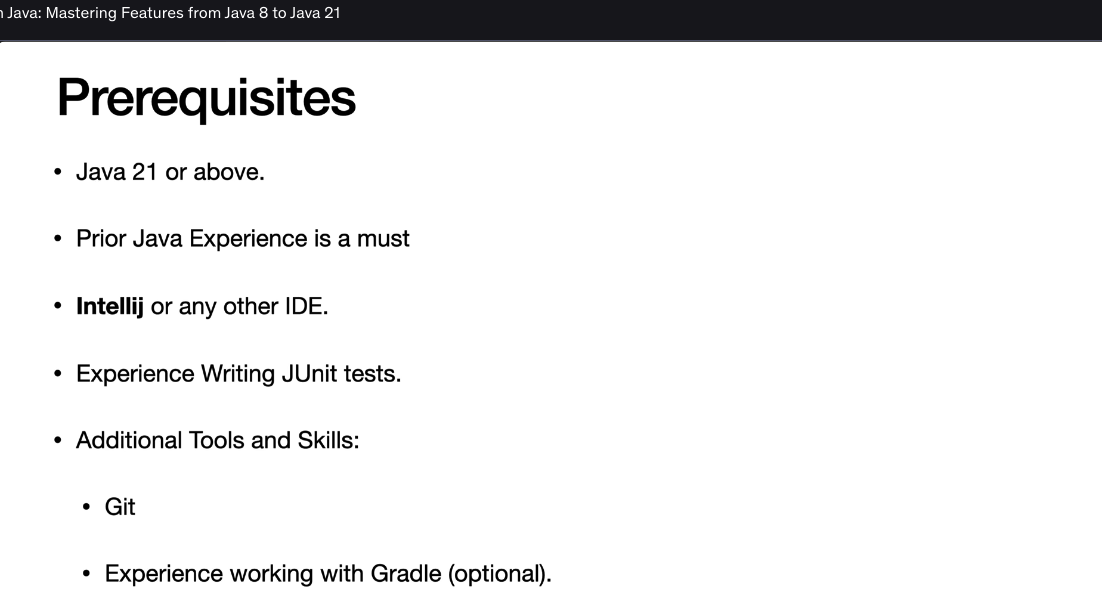 Java: Mastering Features from Java 8 to Java 21
Prerequisites
• Java 21 or above.
• Prior Java Experience is a must
• Intellij or any other IDE.
• Experience Writing JUnit tests.
• Additional Tools and Skills:
• Git
• Experience working with Gradle (optional).